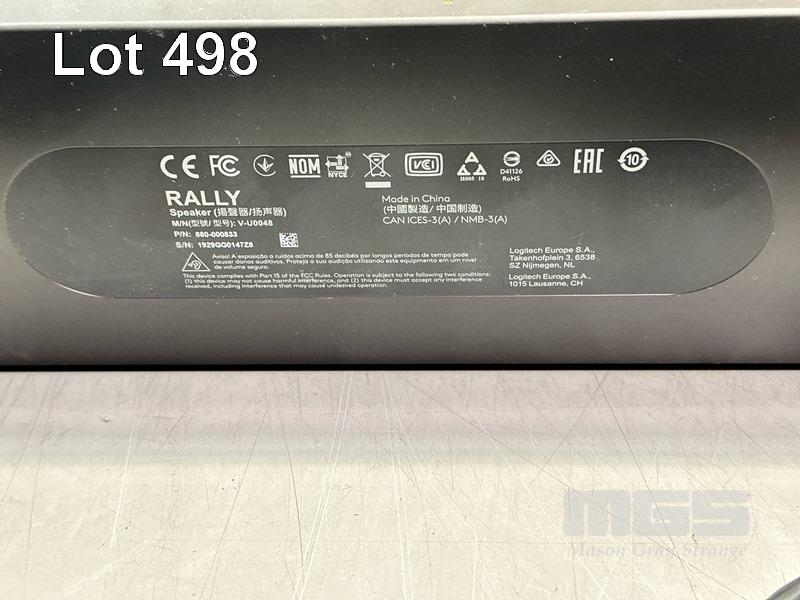 Lot 498
CE FC NOM NYCE VCCI D41126 RoHS EAC 10
11005 18
RALLY
Speaker (揚聲器/扬声器)
M/N(型號/ 型号): V-U0048
P/N: 880-000833
S/N: 1929GG0147Z8
Made in China
(中國製造/ 中国制造)
CAN ICES-3(A) / NMB-3(A)
Aviso! A exposição a ruídos acima de 85 decibéis por longos períodos de tempo pode
causar danos auditivos. Proteja a sua audição utilizando este equipamento em um nível
de volume seguro.
This device complies with Part 15 of the FCC Rules. Operation is subject to the following two conditions:
(1) this device may not cause harmful interference, and (2) this device must accept any interference
received, including interference that may cause undesired operation.
Logitech Europe S.A.,
Takenhofplein 3, 6538
SZ Nijmegen, NL
Logitech Europe S.A.,
1015 Lausanne, CH
MGS
Mason Gray Strange